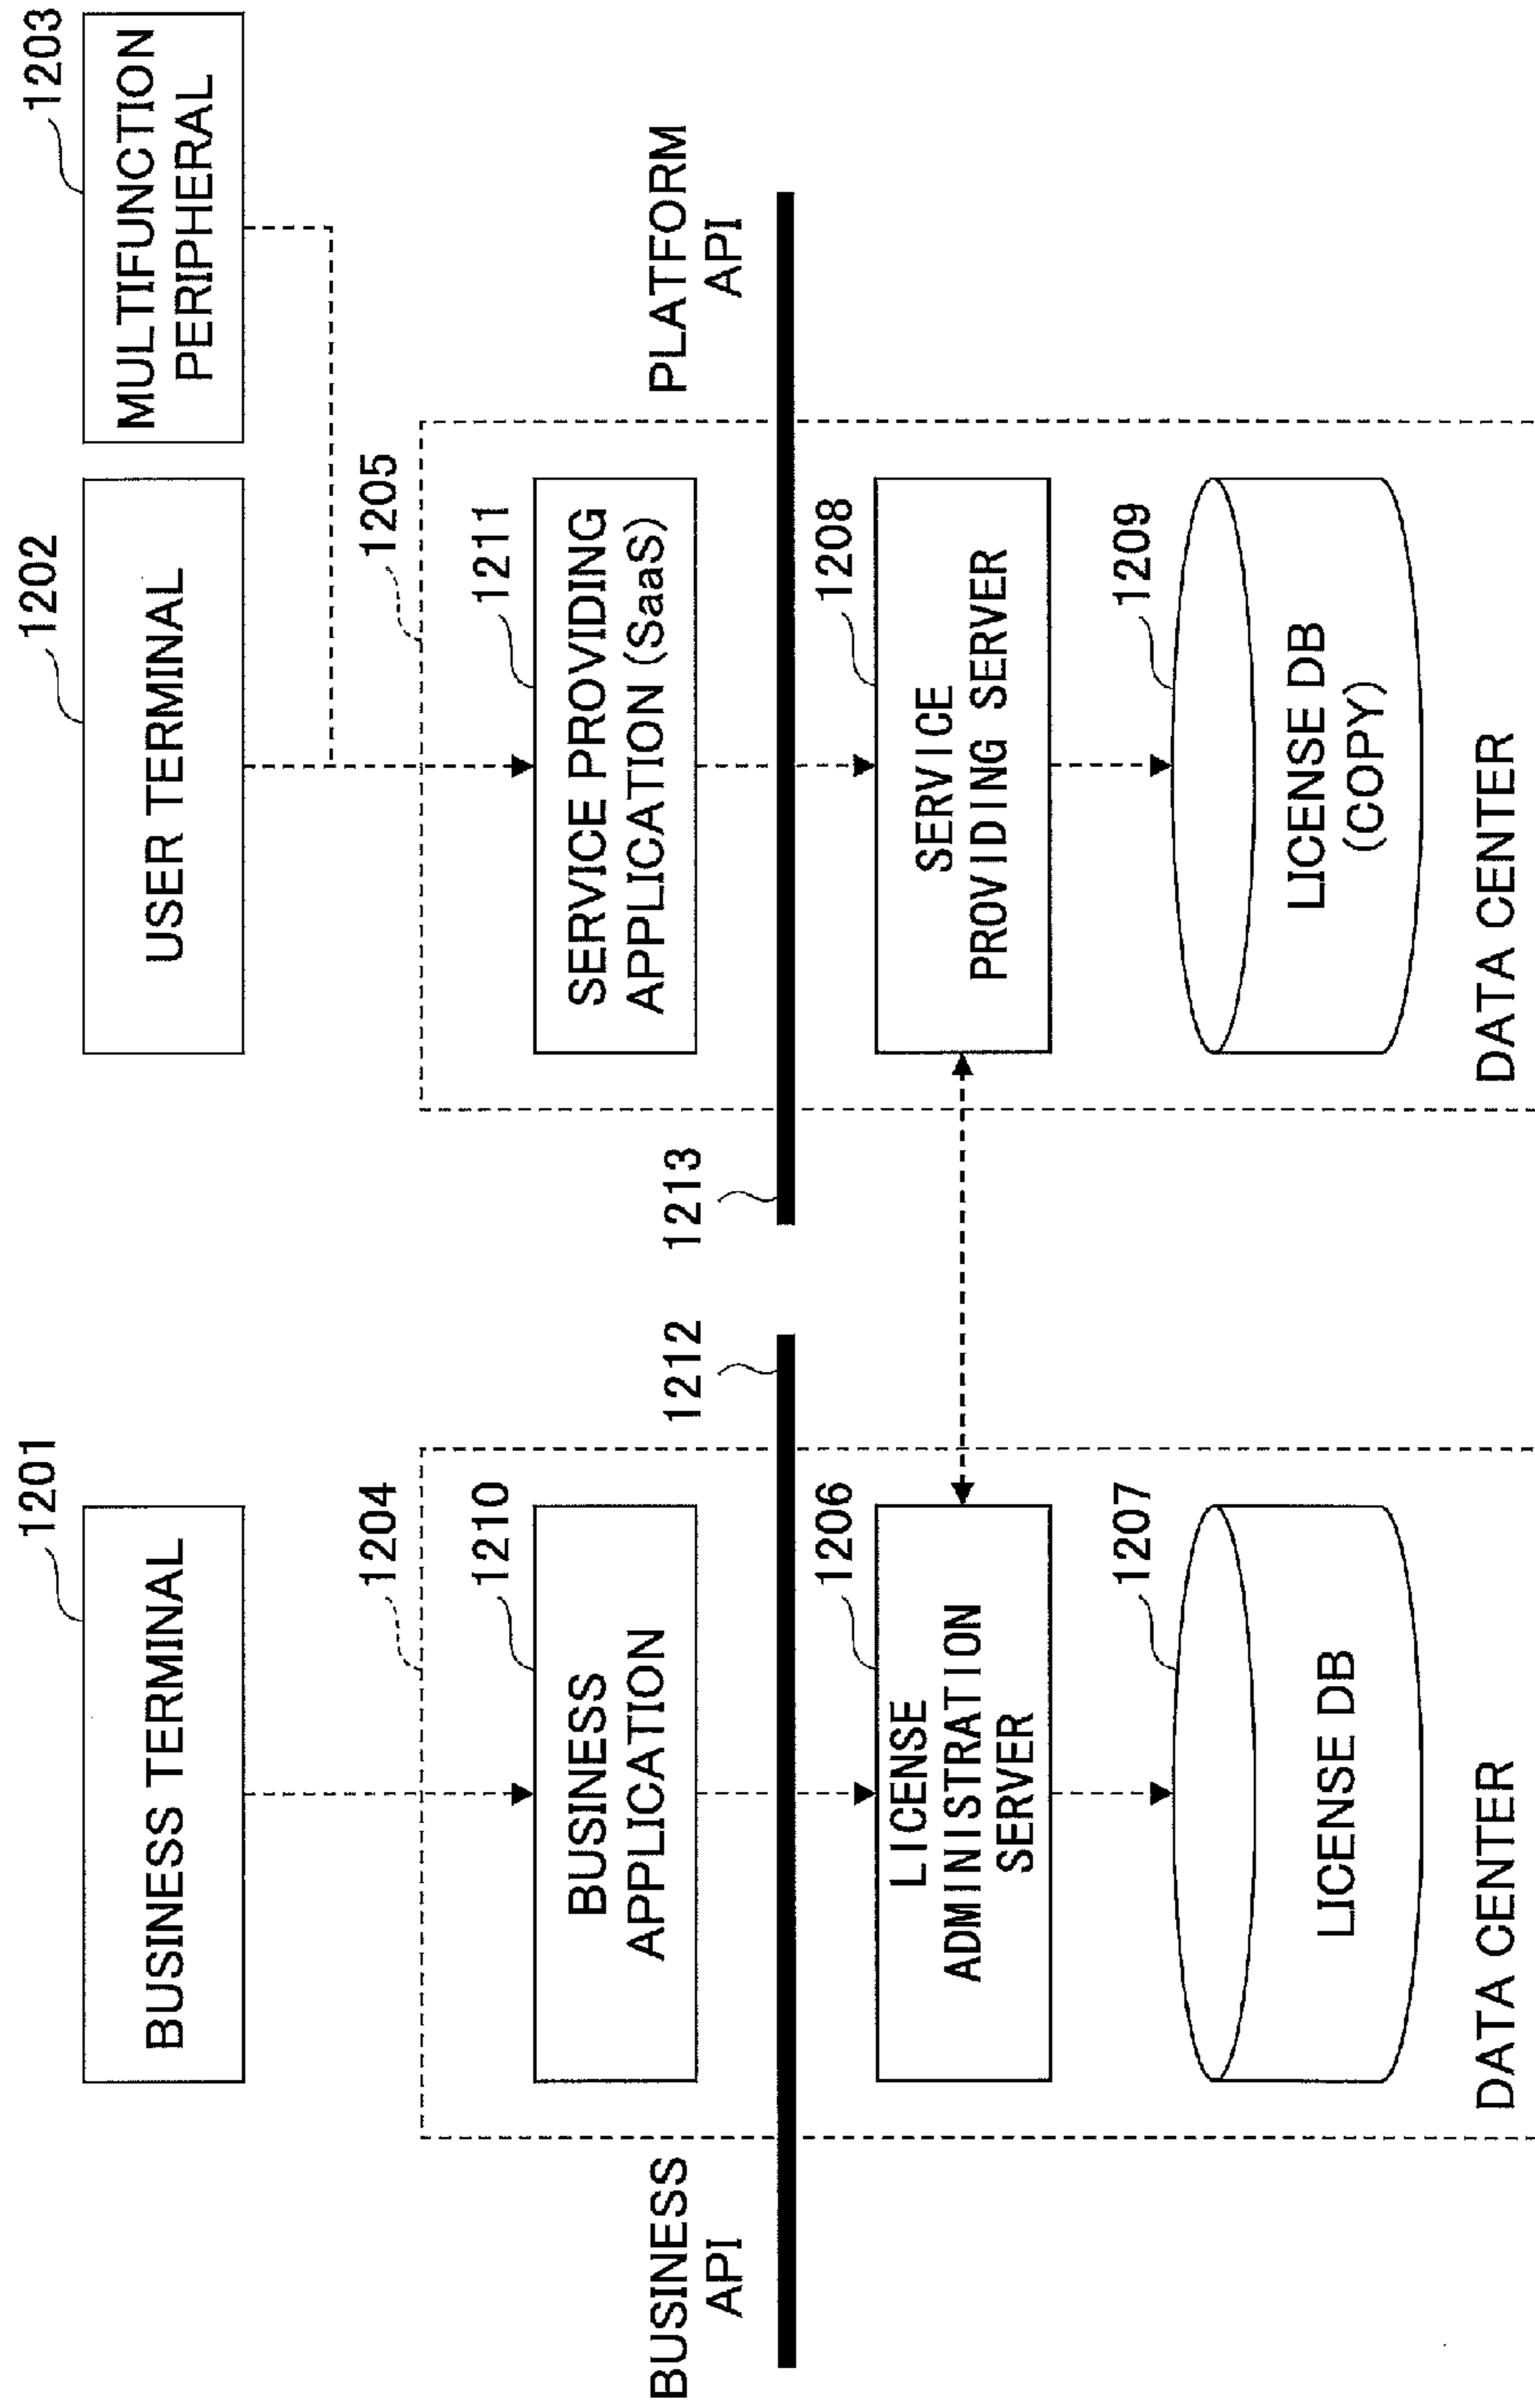 1201
BUSINESS TERMINAL
1202
USER TERMINAL
1203
MULTIFUNCTION
PERIPHERAL
1204
1205
1210
BUSINESS
APPLICATION
1211
SERVICE PROVIDING
APPLICATION (SaaS)
BUSINESS
API
1212
1213
PLATFORM
API
1206
LICENSE
ADMINISTRATION
SERVER
1208
SERVICE
PROVIDING SERVER
1207
LICENSE DB
1209
LICENSE DB
(COPY)
DATA CENTER
DATA CENTER